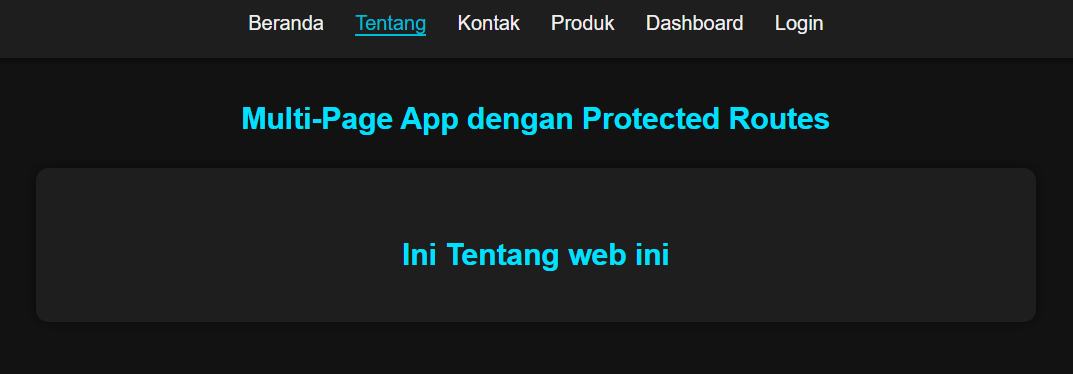 Beranda Tentang Kontak Produk Dashboard Login
Multi-Page App dengan Protected Routes
Ini Tentang web ini